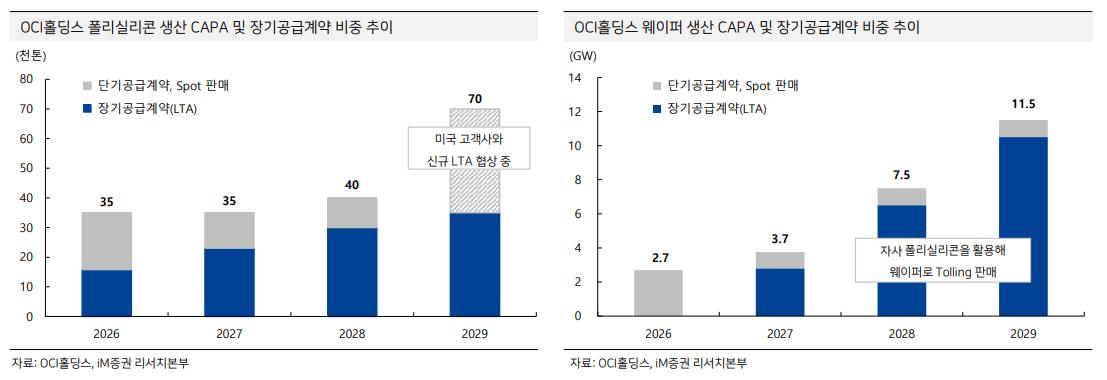 OCI홀딩스 폴리실리콘 생산 CAPA 및 장기공급계약 비중 추이
(천톤)
80
70
60
50
40
30
20
10
0
단기공급계약, Spot 판매
장기공급계약(LTA)
35
35
40
70
미국 고객사와
신규 LTA 협상 중
2026
2027
2028
2029
자료: OCI홀딩스, iM증권 리서치본부
OCI홀딩스 웨이퍼 생산 CAPA 및 장기공급계약 비중 추이
(GW)
14
12
10
8
6
4
2
0
단기공급계약, Spot 판매
장기공급계약(LTA)
2.7
3.7
7.5
11.5
자사 폴리실리콘을 활용해
웨이퍼로 Tolling 판매
2026
2027
2028
2029
자료: OCI홀딩스, iM증권 리서치본부